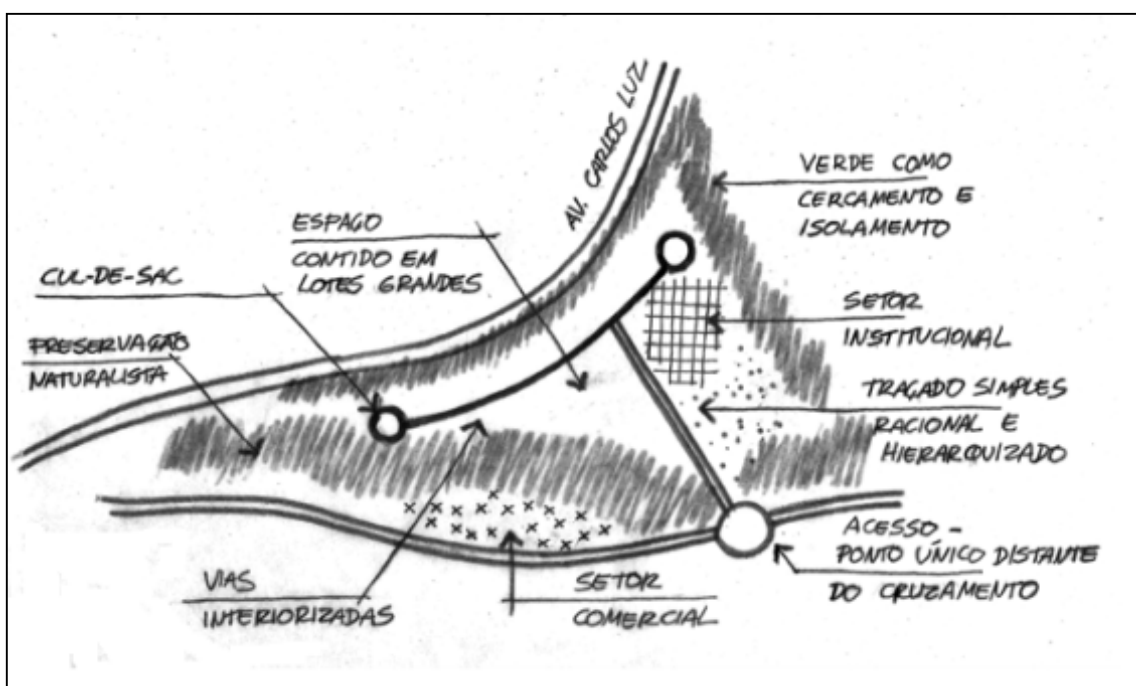 AV. CARLOS LUZ
VERDE COMO
CERCAMENTO E
ISOLAMENTO
ESPAÇO
CONTIDO EM
LOTES GRANDES
CUL-DE-SAC
SETOR
INSTITUCIONAL
PRESERVAÇÃO
NATURALISTA
TRAÇADO SIMPLES
RACIONAL E
HIERARQUIZADO
ACESSO -
PONTO ÚNICO DISTANTE
DO CRUZAMENTO
VIAS
INTERIORIZADAS
SETOR
COMERCIAL